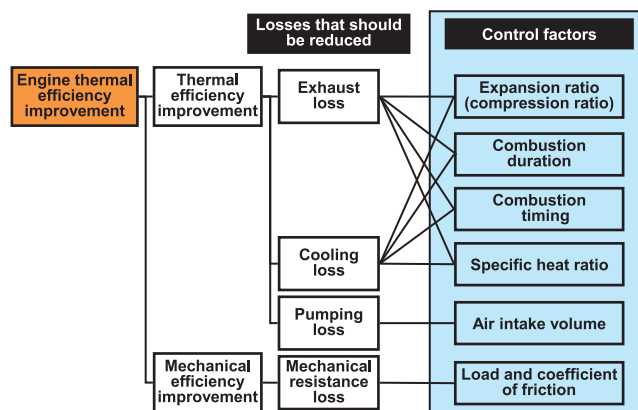 Losses that should
be reduced
Control factors
Engine thermal
efficiency
improvement
Thermal
efficiency
improvement
Exhaust
loss
Expansion ratio
(compression ratio)
Combustion
duration
Combustion
timing
Cooling
loss
Specific heat ratio
Pumping
loss
Air intake volume
Mechanical
efficiency
improvement
Mechanical
resistance
loss
Load and coefficient
of friction